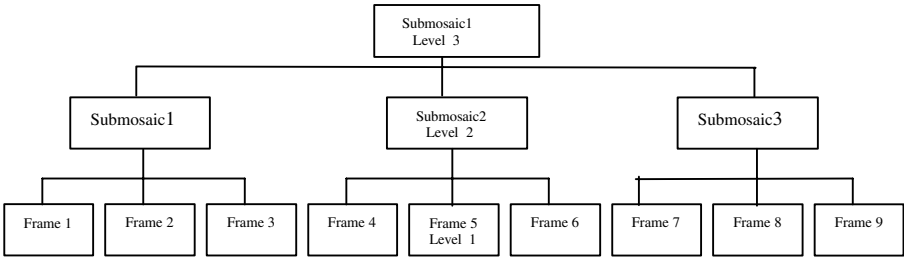 Submosaic1
Level 3
Submosaic1
Submosaic2
Level 2
Submosaic3
Frame 1
Frame 2
Frame 3
Frame 4
Frame 5
Level 1
Frame 6
Frame 7
Frame 8
Frame 9